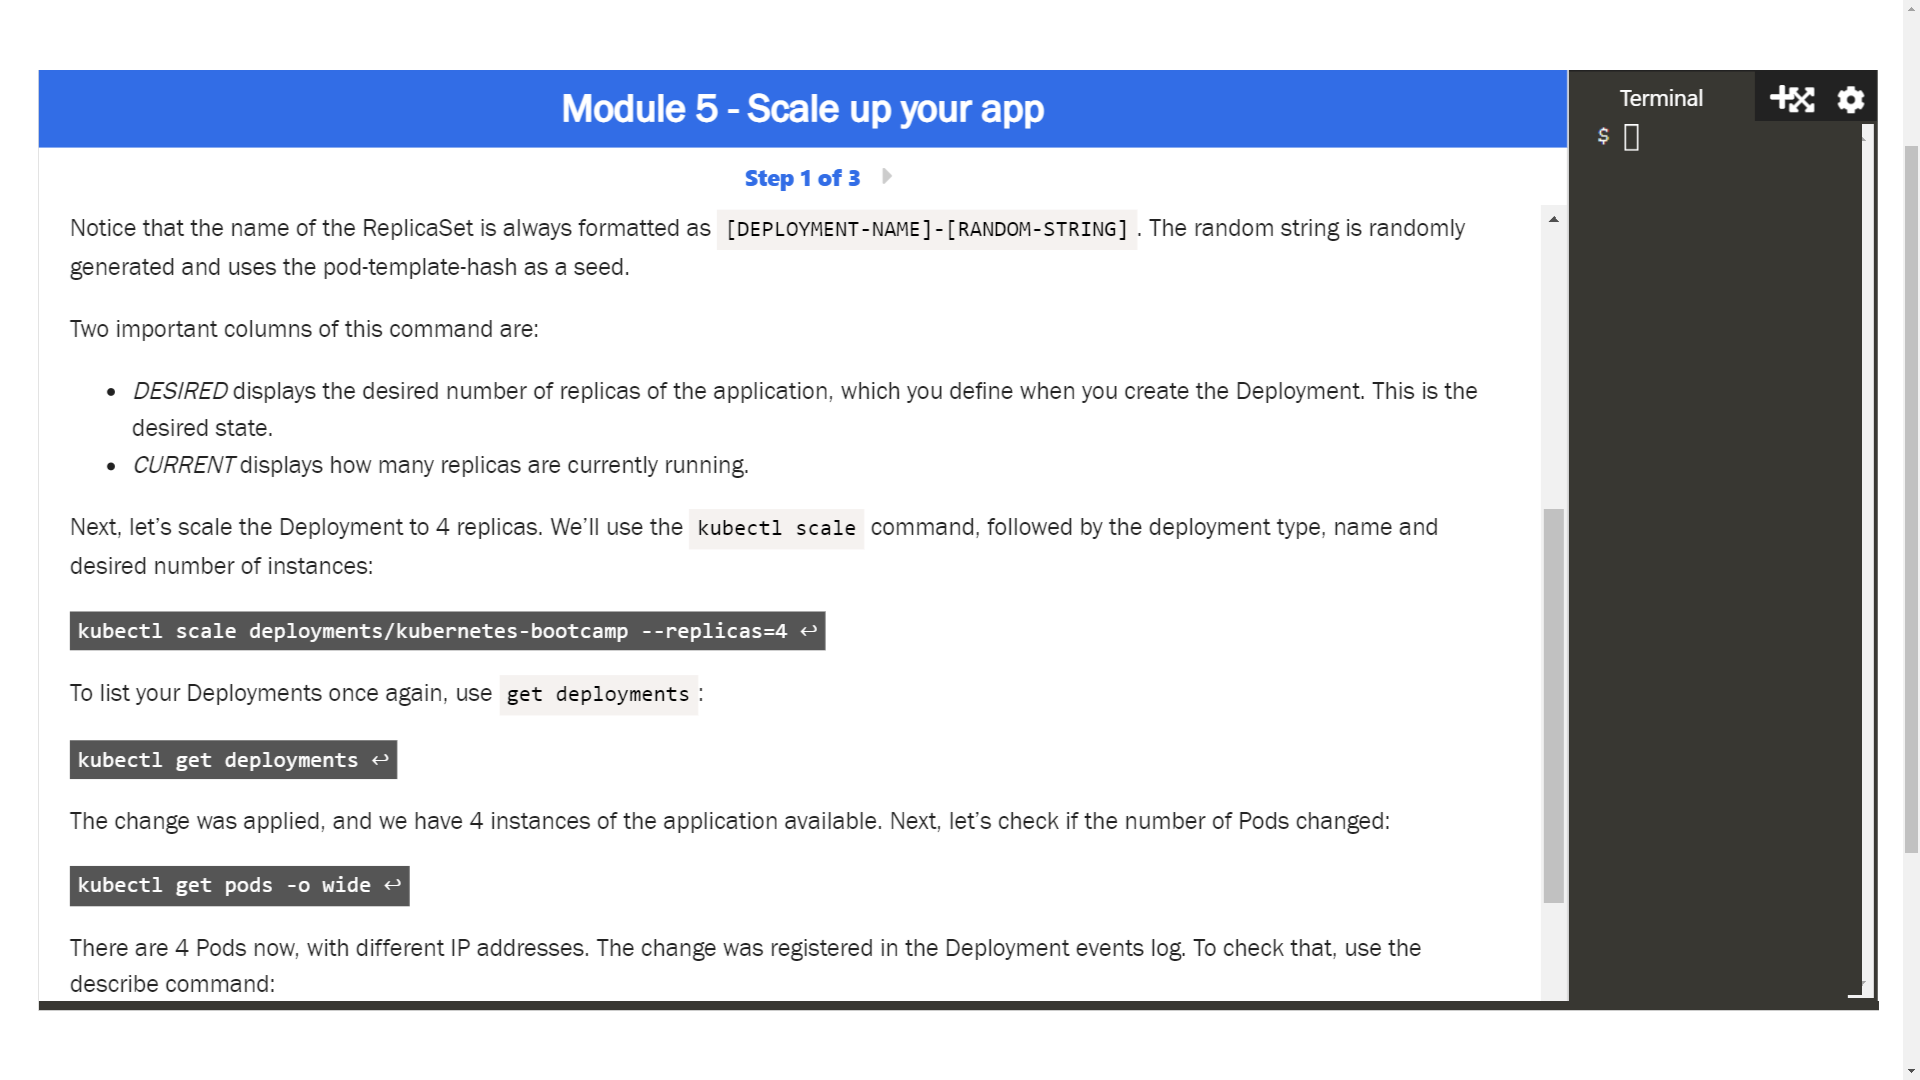 Module 5 - Scale up your app
Terminal
$
Step 1 of 3
Notice that the name of the ReplicaSet is always formatted as [DEPLOYMENT-NAME]-[RANDOM-STRING] . The random string is randomly
generated and uses the pod-template-hash as a seed.
Two important columns of this command are:
• DESIRED displays the desired number of replicas of the application, which you define when you create the Deployment. This is the
desired state.
• CURRENT displays how many replicas are currently running.
Next, let’s scale the Deployment to 4 replicas. We’ll use the kubectl scale command, followed by the deployment type, name and
desired number of instances:
kubectl scale deployments/kubernetes-bootcamp --replicas=4 ↩
To list your Deployments once again, use get deployments :
kubectl get deployments ↩
The change was applied, and we have 4 instances of the application available. Next, let’s check if the number of Pods changed:
kubectl get pods -o wide ↩
There are 4 Pods now, with different IP addresses. The change was registered in the Deployment events log. To check that, use the
describe command: